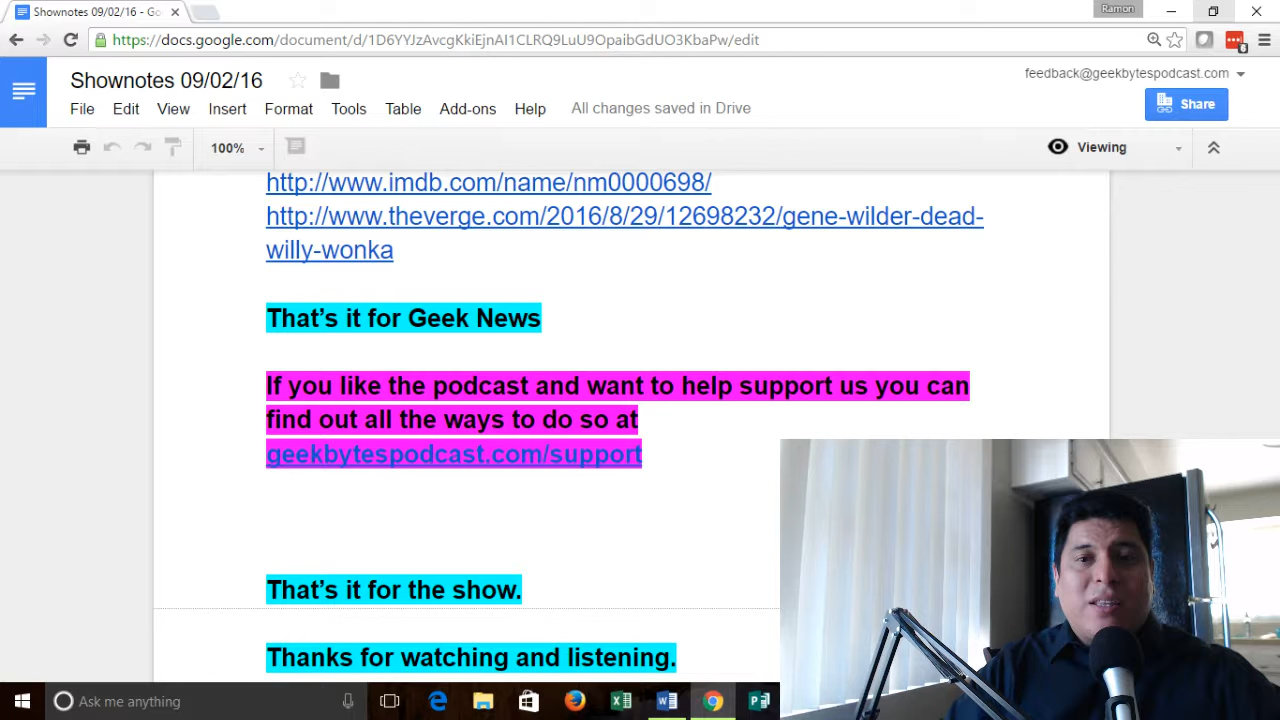 Shownotes 09/02/16 - Go
Ramon
https://docs.google.com/document/d/1D6YYJzAvcgKkiEjnAI1CLRQ9LuU9OpaibGdUO3KbaPw/edit
Shownotes 09/02/16
feedback@geekbytespodcast.com
File Edit View Insert Format Tools Table Add-ons Help All changes saved in Drive
Share
100%
Viewing
http://www.imdb.com/name/nm0000698/
http://www.theverge.com/2016/8/29/12698232/gene-wilder-dead-
willy-wonka
That's it for Geek News
If you like the podcast and want to help support us you can
find out all the ways to do so at
geekbytespodcast.com/support
That's it for the show.
Thanks for watching and listening.
Ask me anything